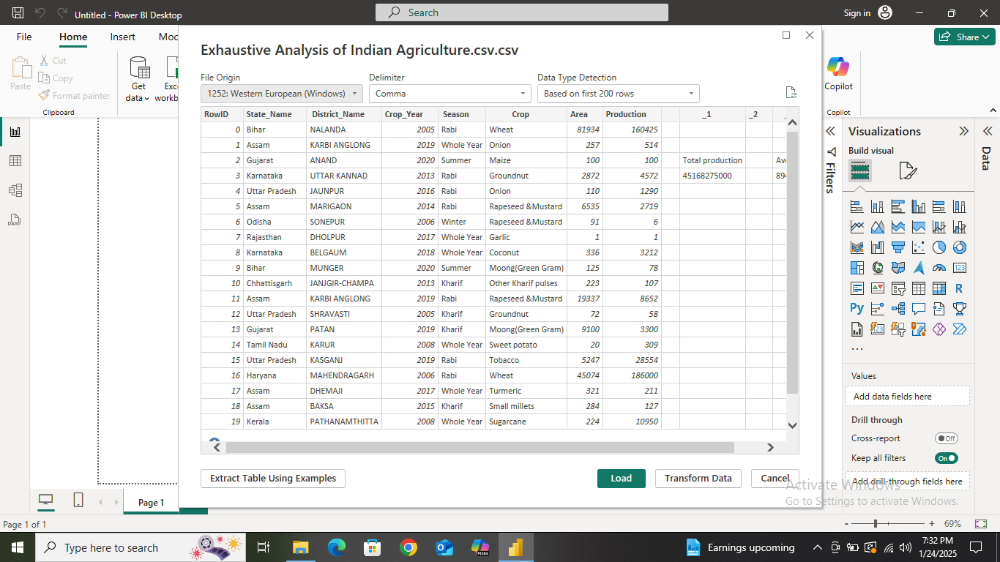 Untitled - Power BI Desktop
Search
Sign in
File Home Insert Mod
Share
Paste
Cut
Copy
Format painter
Clipboard
Get data
Exc workb
Copilot
Copilot
Exhaustive Analysis of Indian Agriculture.csv.csv
File Origin Delimiter Data Type Detection
1252: Western European (Windows) Comma Based on first 200 rows
RowID State_Name District_Name Crop_Year Season Crop Area Production _1 _2
0 Bihar NALANDA 2005 Rabi Wheat 81934 160425
1 Assam KARBI ANGLONG 2019 Whole Year Onion 257 514
2 Gujarat ANAND 2020 Summer Maize 100 100 Total production Ave
3 Karnataka UTTAR KANNAD 2013 Rabi Groundnut 2872 4572 45168275000 894
4 Uttar Pradesh JAUNPUR 2016 Rabi Onion 110 1290
5 Assam MARIGAON 2014 Rabi Rapeseed &Mustard 6535 2719
6 Odisha SONEPUR 2006 Winter Rapeseed &Mustard 91 6
7 Rajasthan DHOLPUR 2017 Whole Year Garlic 1 1
8 Karnataka BELGAUM 2018 Whole Year Coconut 336 3212
9 Bihar MUNGER 2020 Summer Moong(Green Gram) 125 78
10 Chhattisgarh JANJGIR-CHAMPA 2013 Kharif Other Kharif pulses 223 107
11 Assam KARBI ANGLONG 2019 Rabi Rapeseed &Mustard 19337 8652
12 Uttar Pradesh SHRAVASTI 2005 Kharif Groundnut 72 58
13 Gujarat PATAN 2019 Kharif Moong(Green Gram) 9100 3300
14 Tamil Nadu KARUR 2008 Whole Year Sweet potato 20 309
15 Uttar Pradesh KASGANJ 2019 Rabi Tobacco 5247 28554
16 Haryana MAHENDRAGARH 2006 Rabi Wheat 45074 186000
17 Assam DHEMAJI 2017 Whole Year Turmeric 321 211
18 Assam BAKSA 2015 Kharif Small millets 284 127
19 Kerala PATHANAMTHITTA 2008 Whole Year Sugarcane 224 10950
Extract Table Using Examples Load Transform Data Cancel
Filters
Visualizations
Build visual
123
R
Py
123
...
Values
Add data fields here
Drill through
Cross-report Off
Keep all filters On
Add drill-through fields here
Data
DAX
Activate Windows
Go to Settings to activate Windows.
Page 1
Page 1 of 1
- + 69%
Type here to search
M365
Earnings upcoming
7:32 PM
1/24/2025